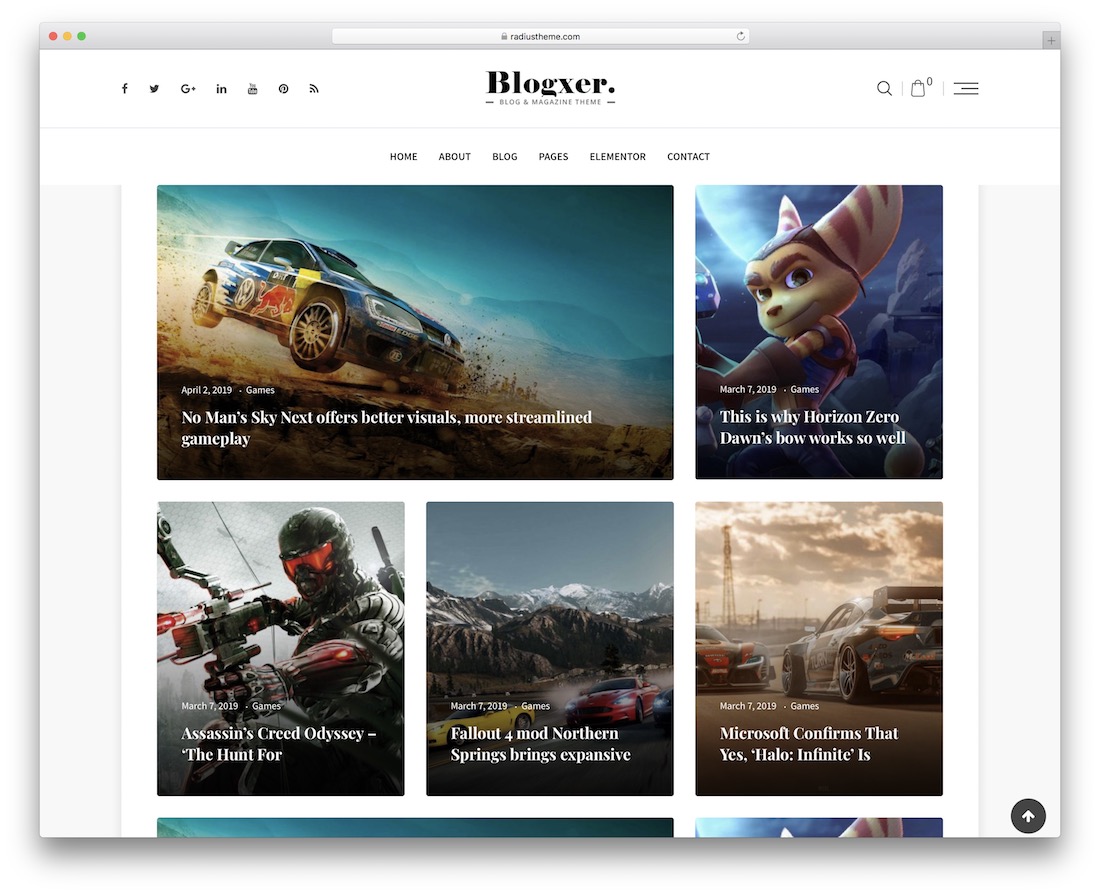 radiustheme.com
Blogxer.
BLOG & MAGAZINE THEME
0
HOME ABOUT BLOG PAGES ELEMENTOR CONTACT
April 2, 2019 · Games
No Man's Sky Next offers better visuals, more streamlined
gameplay
March 7, 2019 · Games
This is why Horizon Zero
Dawn's bow works so well
March 7, 2019 · Games
Assassin's Creed Odyssey –
'The Hunt For
March 7, 2019 · Games
Fallout 4 mod Northern
Springs brings expansive
March 7, 2019 · Games
Microsoft Confirms That
Yes, 'Halo: Infinite' Is